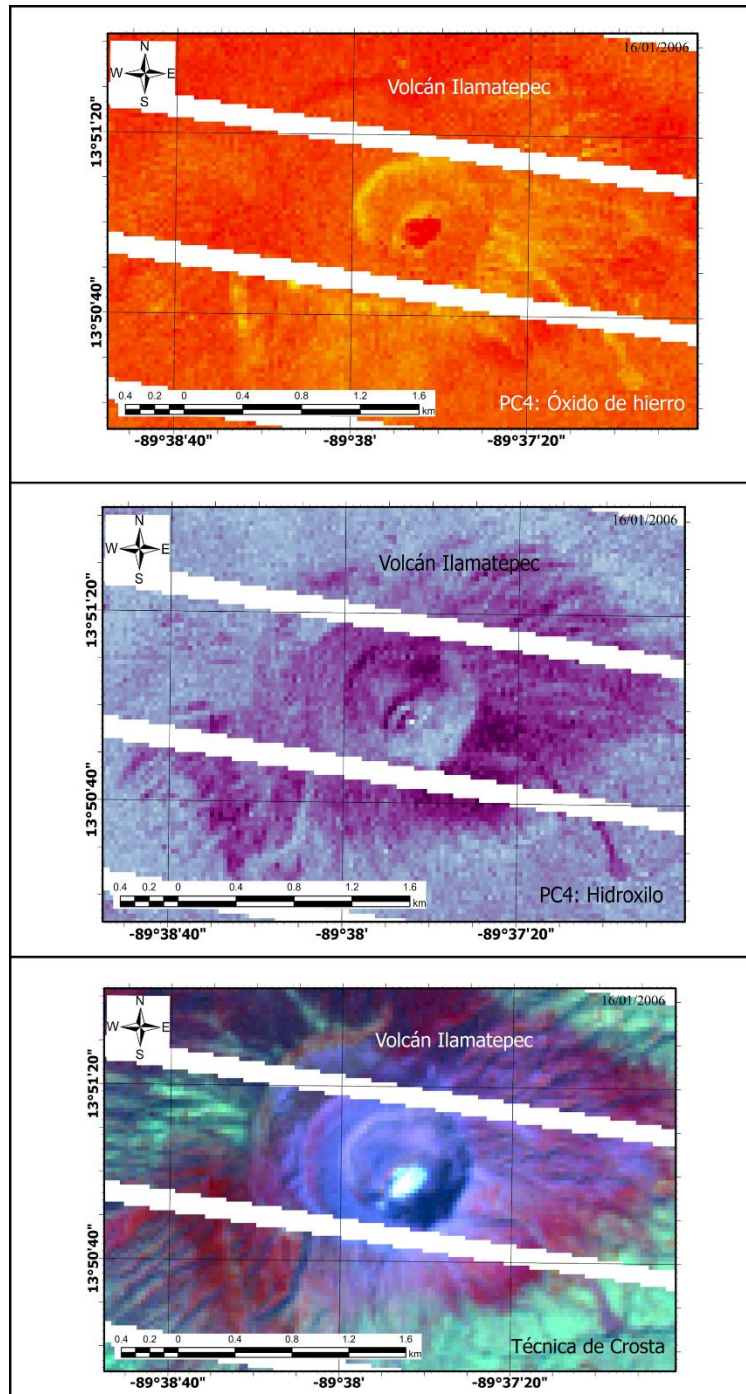 16/01/2006
N
W E
S
Volcán Ilamatepec
13°51'20"
13°50'40"
0.4 0.2 0 0.4 0.8 1.2 1.6
km
PC4: Óxido de hierro
-89°38'40" -89°38' -89°37'20"
16/01/2006
N
W E
S
Volcán Ilamatepec
13°51'20"
13°50'40"
0.4 0.2 0 0.4 0.8 1.2 1.6
km
PC4: Hidroxilo
-89°38'40" -89°38' -89°37'20"
16/01/2006
N
W E
S
Volcán Ilamatepec
13°51'20"
13°50'40"
0.4 0.2 0 0.4 0.8 1.2 1.6
km
Técnica de Crosta
-89°38'40" -89°38' -89°37'20"